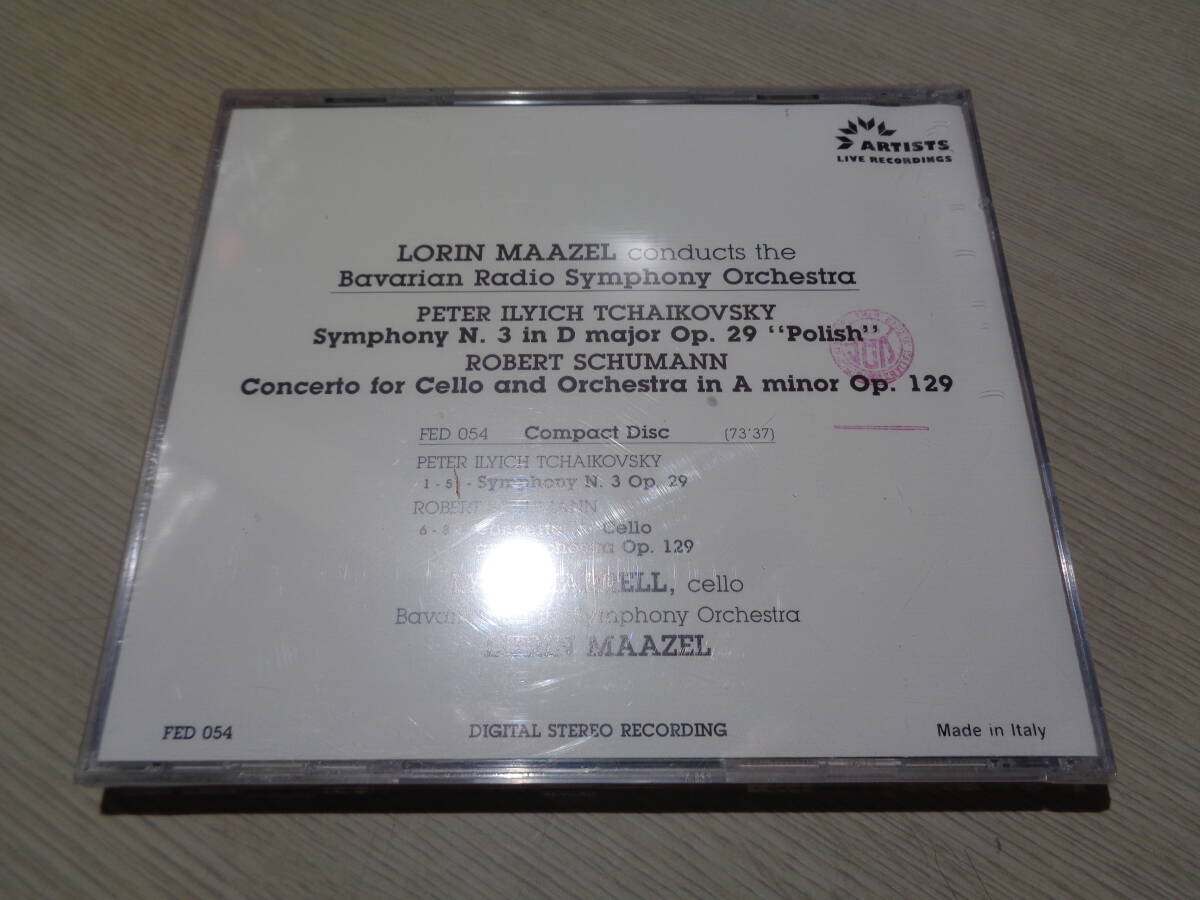 ARTISTS
LIVE RECORDINGS
LORIN MAAZEL conducts the
Bavarian Radio Symphony Orchestra
PETER ILYICH TCHAIKOVSKY
Symphony N. 3 in D major Op. 29 "Polish"
ROBERT SCHUMANN
Concerto for Cello and Orchestra in A minor Op. 129
FED 054 Compact Disc (73'37)
PETER ILYICH TCHAIKOVSKY
1 - 5 - Symphony N. 3 Op. 29
ROBERT SCHUMANN
6 - 8 - Cello
Op. 129
cello
Symphony Orchestra
LORIN MAAZEL
FED 054 DIGITAL STEREO RECORDING Made in Italy